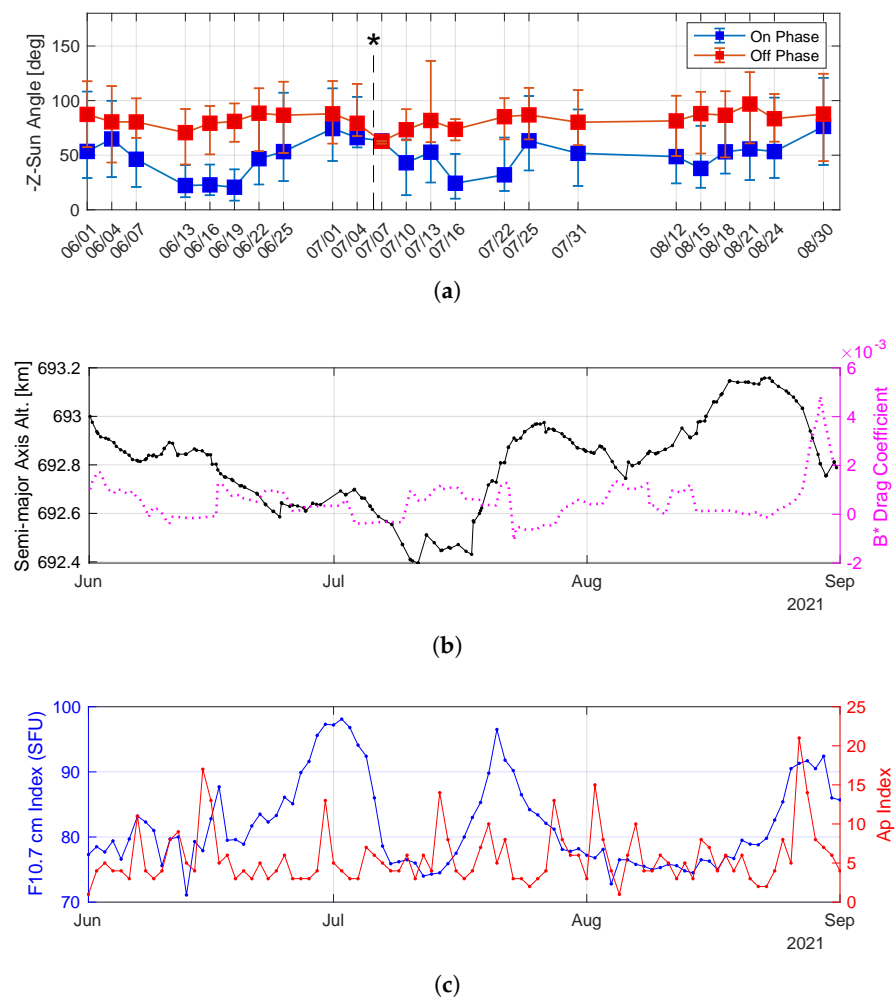 150
100
50
0
-Z-Sun Angle [deg]
*
On Phase
Off Phase
06/01 06/04 06/07 06/13 06/16 06/19 06/22 06/25 07/01 07/04 07/07 07/10 07/13 07/16 07/22 07/25 07/31 08/12 08/15 08/18 08/21 08/24 08/30
(a)
×10⁻³
693.2 6
693 4
692.8 2
692.6 0
692.4 -2
Semi-major Axis Alt. [km]
B* Drag Coefficient
Jun Jul Aug Sep
2021
(b)
100 25
20
90
15
80 10
5
70 0
F10.7 cm Index (SFU)
Ap Index
Jun Jul Aug Sep
2021
(c)